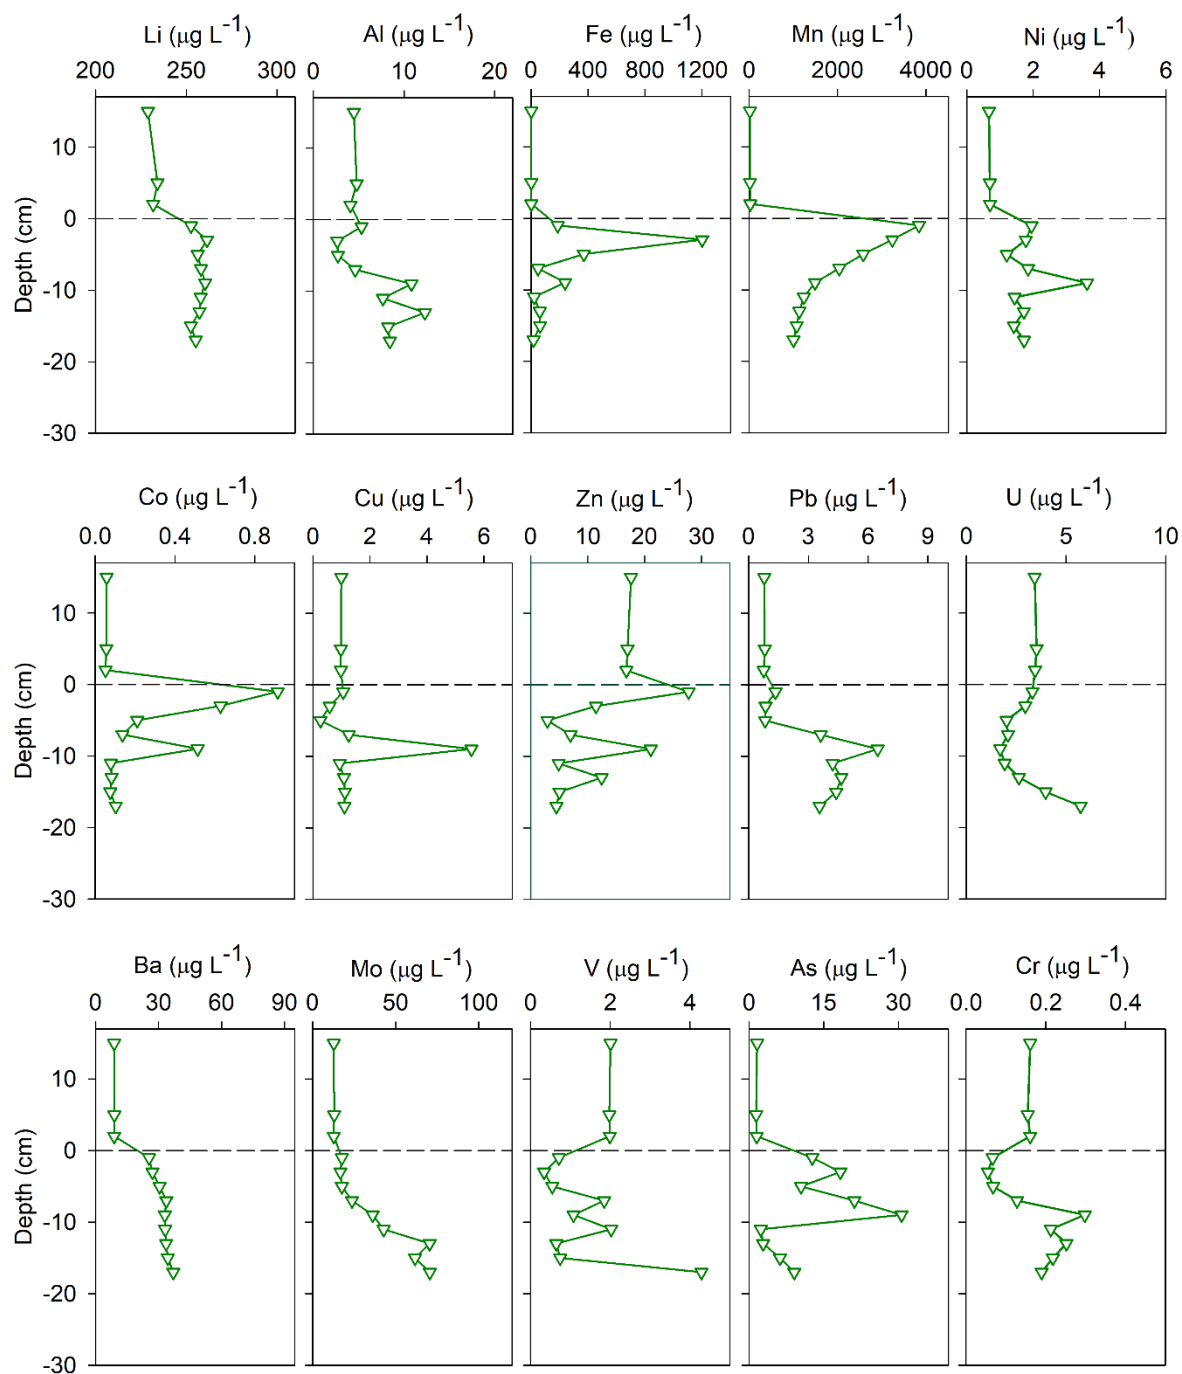 Li (μg L⁻¹) Al (μg L⁻¹) Fe (μg L⁻¹) Mn (μg L⁻¹) Ni (μg L⁻¹)
200 250 300 0 10 20 0 400 800 1200 0 2000 4000 0 2 4 6
10
0
-10
-20
-30
Depth (cm)
Co (μg L⁻¹) Cu (μg L⁻¹) Zn (μg L⁻¹) Pb (μg L⁻¹) U (μg L⁻¹)
0.0 0.4 0.8 0 2 4 6 0 10 20 30 0 3 6 9 0 5 10
10
0
-10
-20
-30
Depth (cm)
Ba (μg L⁻¹) Mo (μg L⁻¹) V (μg L⁻¹) As (μg L⁻¹) Cr (μg L⁻¹)
0 30 60 90 0 50 100 0 2 4 0 15 30 0.0 0.2 0.4
10
0
-10
-20
-30
Depth (cm)